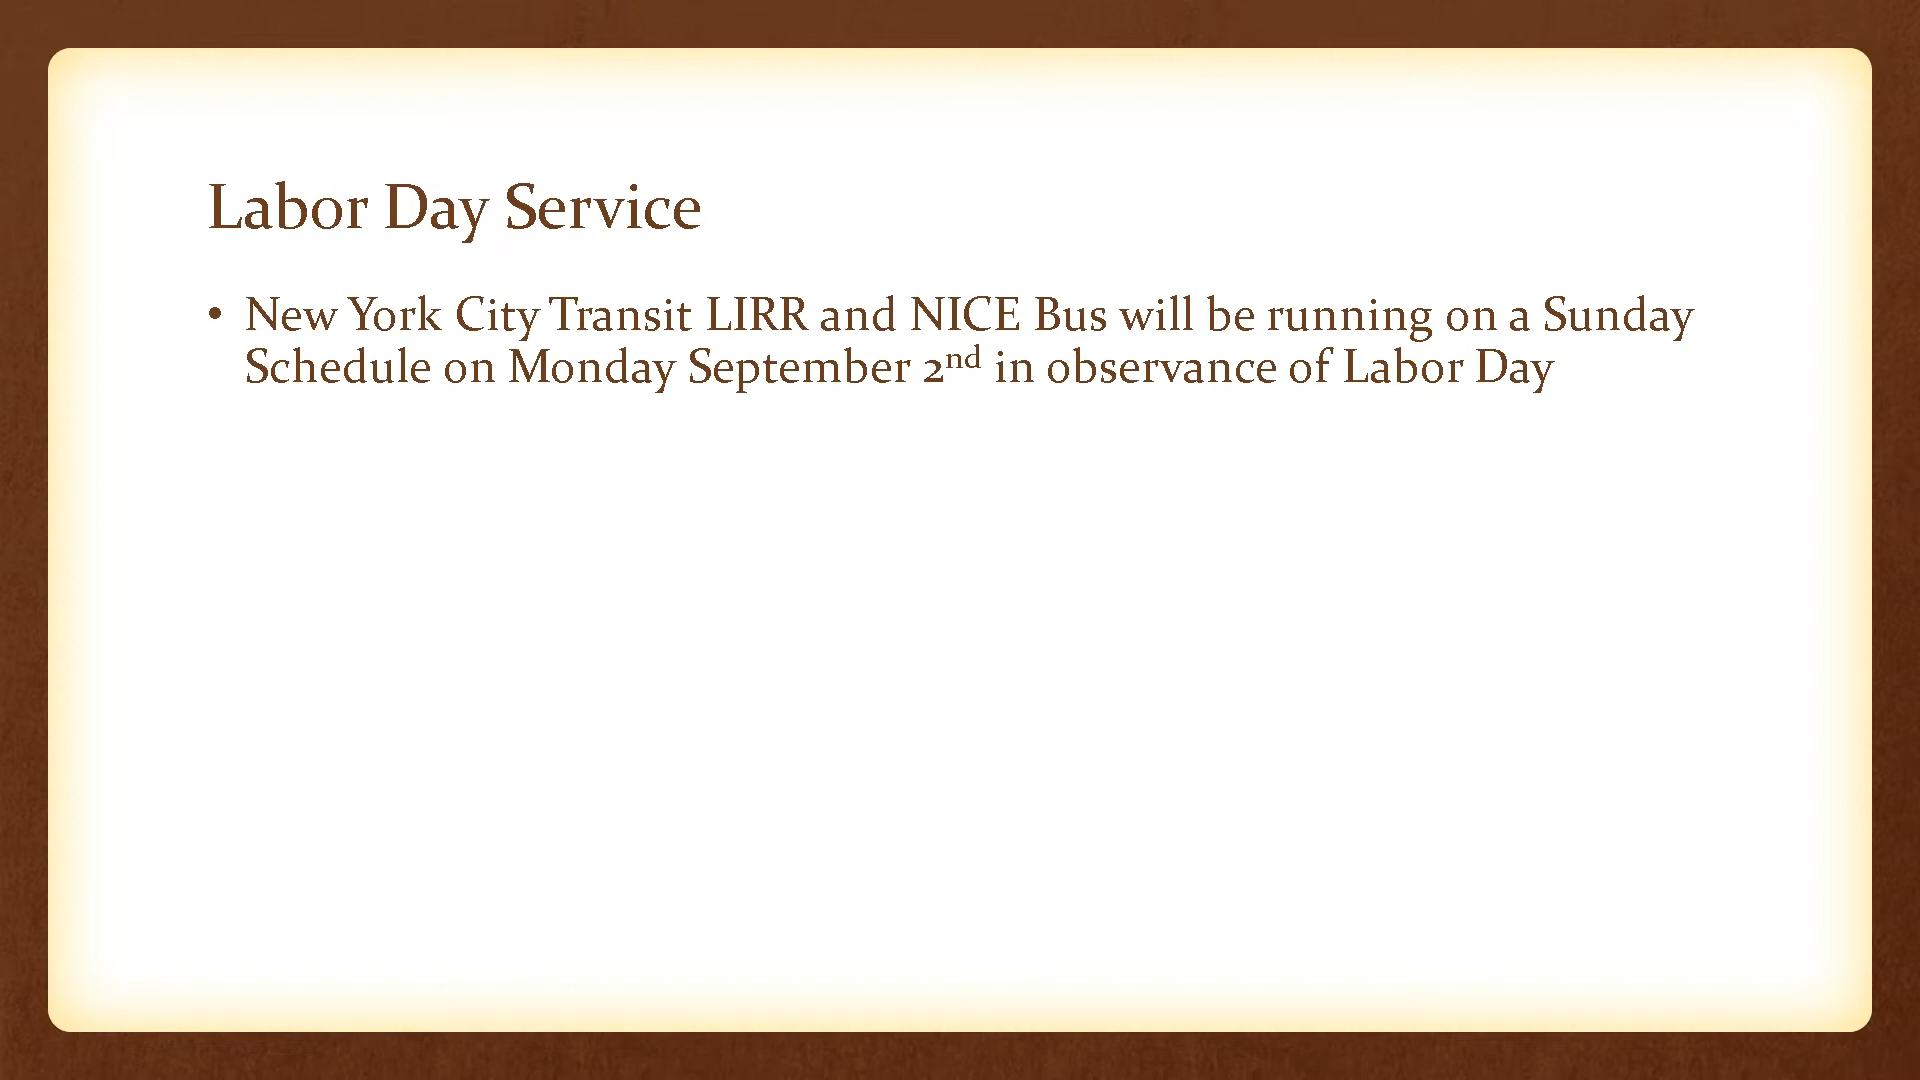 Labor Day Service
• New York City Transit LIRR and NICE Bus will be running on a Sunday
Schedule on Monday September 2nd in observance of Labor Day